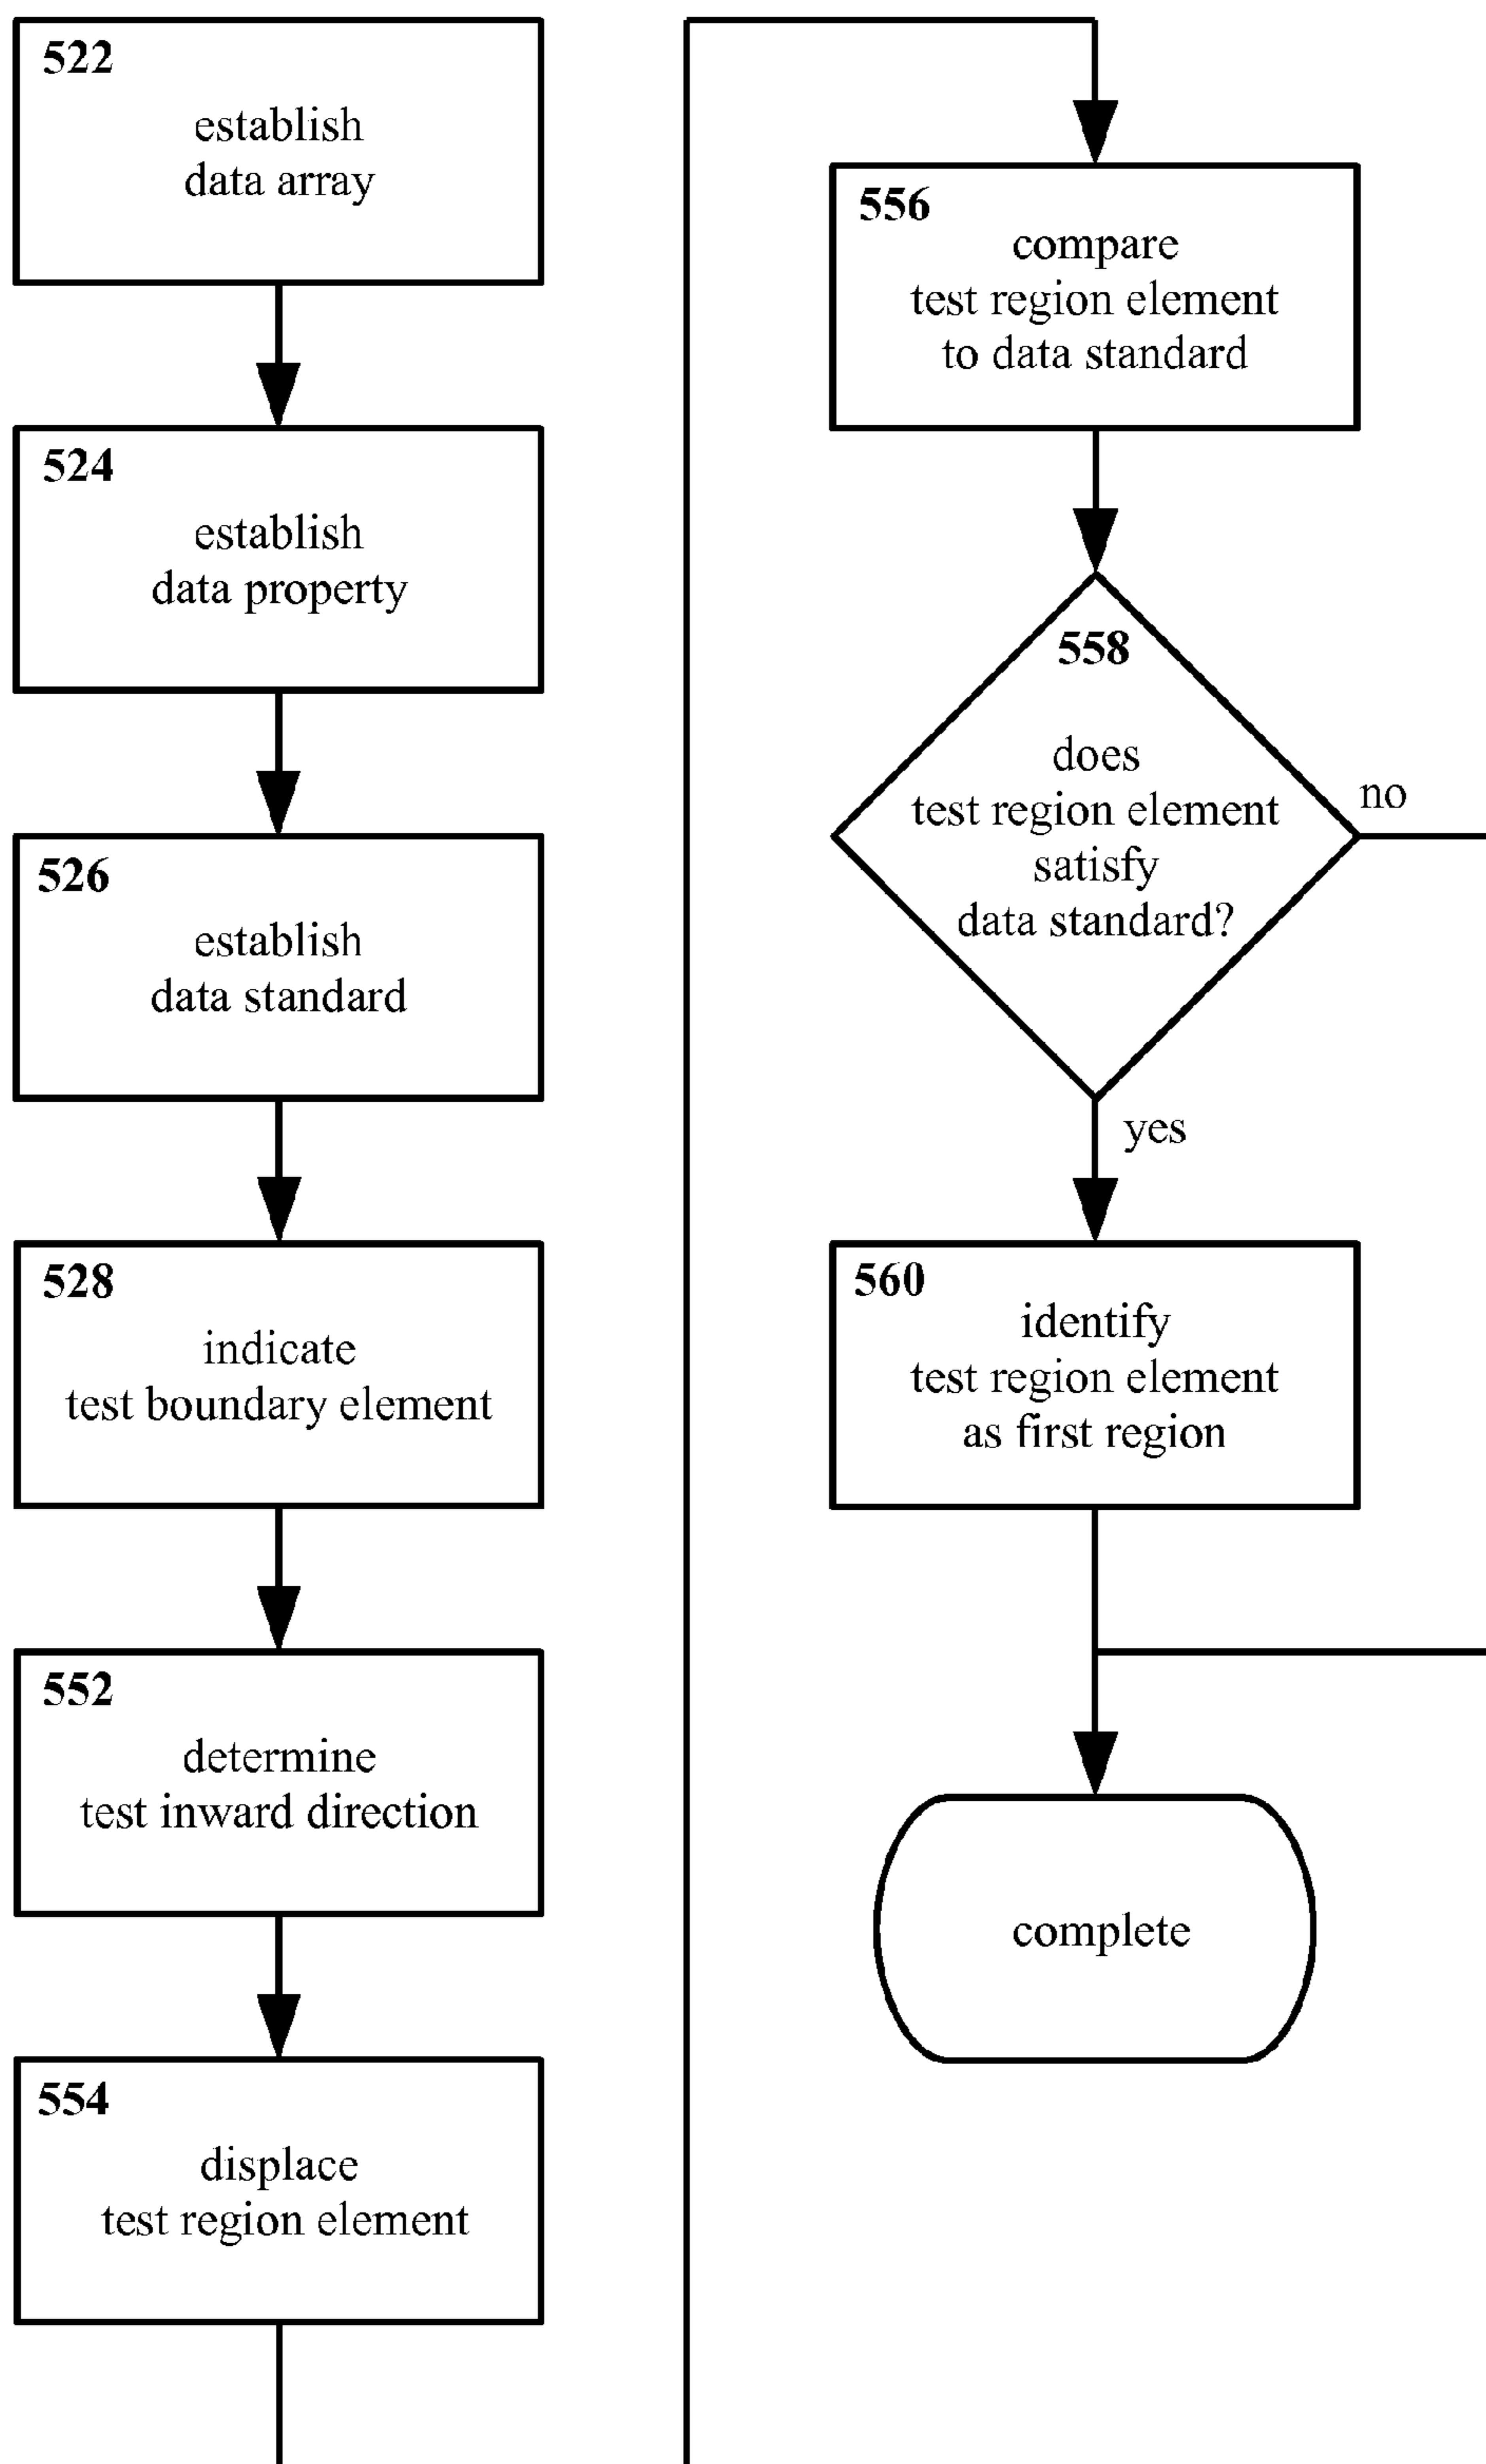 522
establish
data array
524
establish
data property
526
establish
data standard
528
indicate
test boundary element
552
determine
test inward direction
554
displace
test region element
556
compare
test region element
to data standard
558
does
test region element
satisfy
data standard?
no
yes
560
identify
test region element
as first region
complete